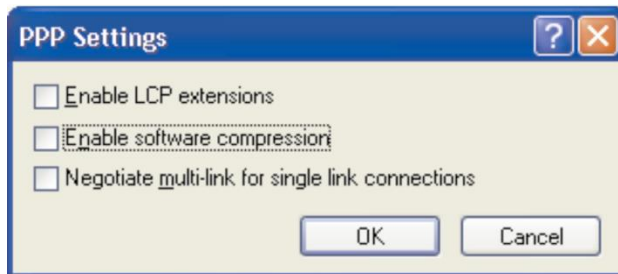 PPP Settings
Enable LCP extensions
Enable software compression
Negotiate multi-link for single link connections
OK
Cancel